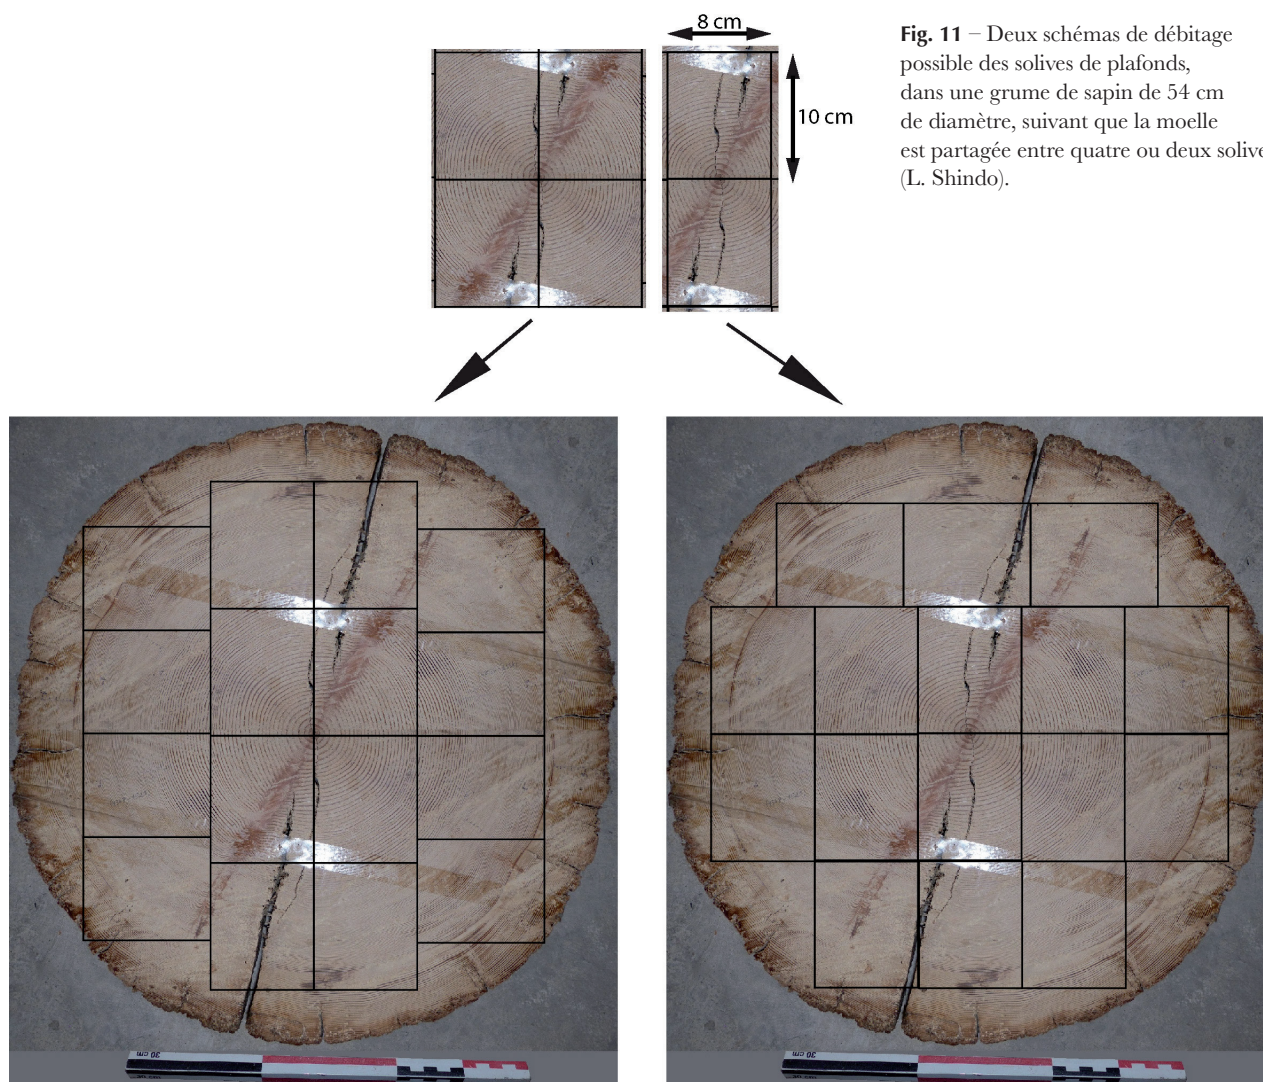 8 cm
10 cm
Fig. 11 – Deux schémas de débitage
possible des solives de plafonds,
dans une grume de sapin de 54 cm
de diamètre, suivant que la moelle
est partagée entre quatre ou deux solive
(L. Shindo).
30 cm
30 cm